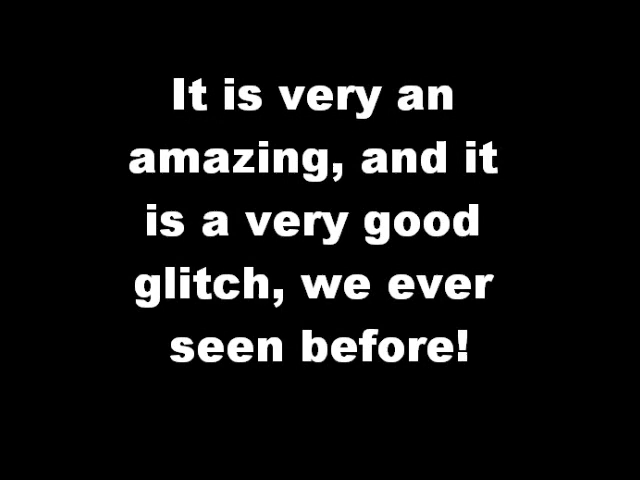 It is very an
amazing, and it
is a very good
glitch, we ever
seen before!